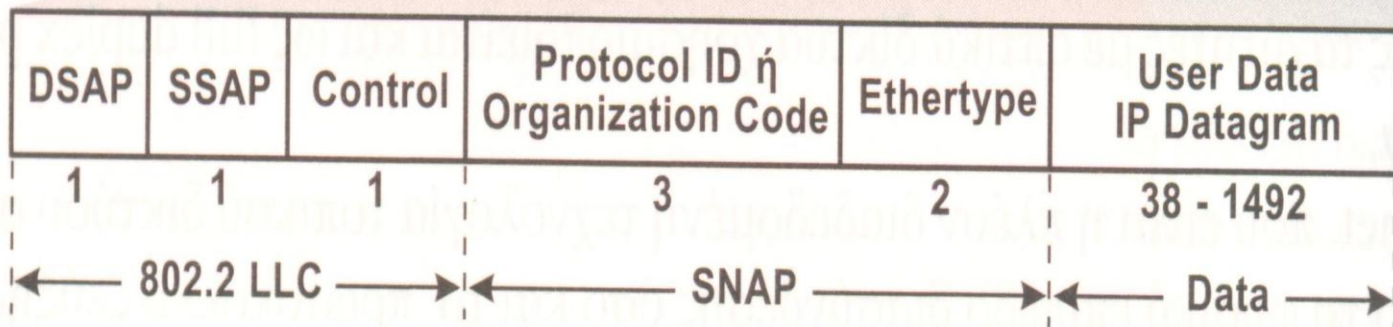 DSAP SSAP Control Protocol ID ή Organization Code Ethertype User Data IP Datagram
1 1 1 3 2 38 - 1492
802.2 LLC SNAP Data